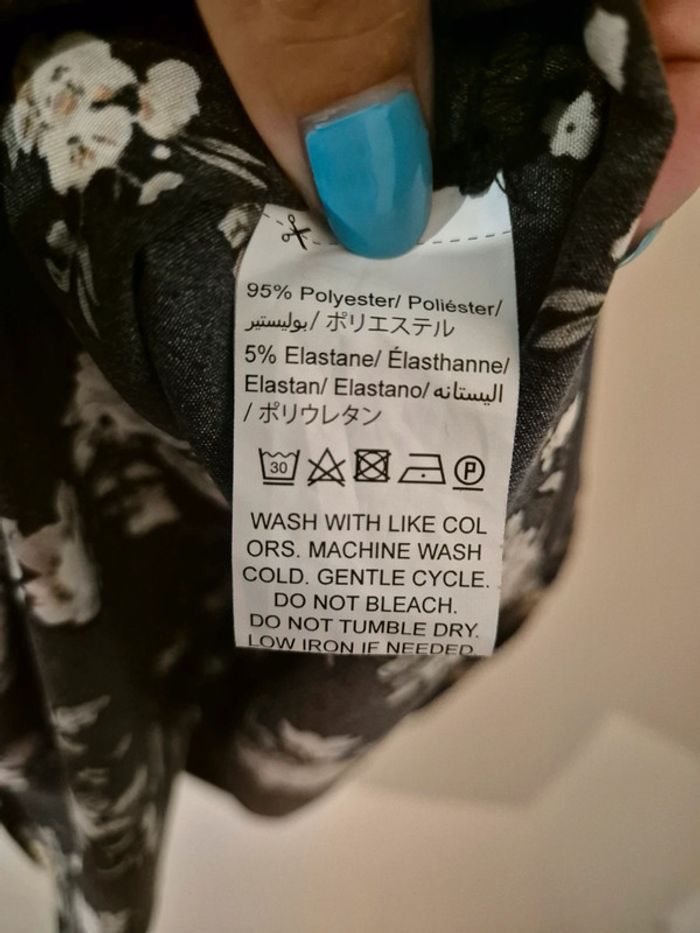 95% Polyester/ Poliéster/
بوليستير/ ポリエステル
5% Elastane/ Élasthanne/
Elastan/ Elastano/ اليستانه
/ ポリウレタン
30 P
WASH WITH LIKE COL
ORS. MACHINE WASH
COLD. GENTLE CYCLE.
DO NOT BLEACH.
DO NOT TUMBLE DRY.
LOW IRON IF NEEDED.